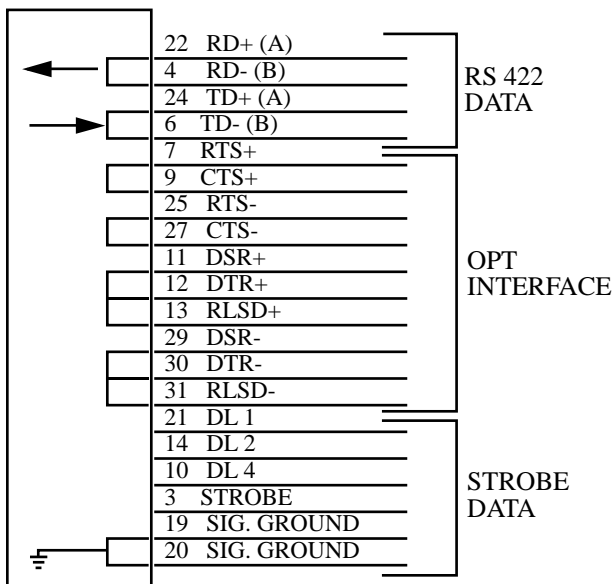 22 RD+ (A)
4 RD- (B)
24 TD+ (A)
6 TD- (B)
7 RTS+
9 CTS+
25 RTS-
27 CTS-
11 DSR+
12 DTR+
13 RLSD+
29 DSR-
30 DTR-
31 RLSD-
21 DL 1
14 DL 2
10 DL 4
3 STROBE
19 SIG. GROUND
20 SIG. GROUND
RS 422
DATA
OPT
INTERFACE
STROBE
DATA